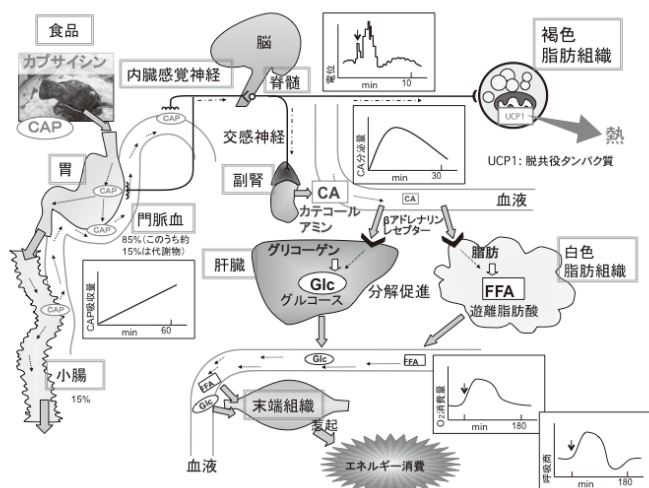 食品
カプサイシン
CAP
脳
内臓感覚神経
脊髄
電位
min
10
褐色
脂肪組織
UCP1
熱
UCP1: 脱共役タンパク質
CAP
交感神経
CA分泌量
min
30
胃
CAP
副腎
CA
カテコール
アミン
CA
血液
CAP
門脈血
85%(このうち約
15%は代謝物)
βアドレナリン
レセプター
肝臓
グリコーゲン
Glc
グルコース
分解促進
脂肪
FFA
遊離脂肪酸
白色
脂肪組織
CAP吸収量
min
60
CAP
小腸
15%
Glc
FFA
FFA
Glc
末端組織
惹起
血液
エネルギー消費
O2消費量
min
180
呼吸商
min
180